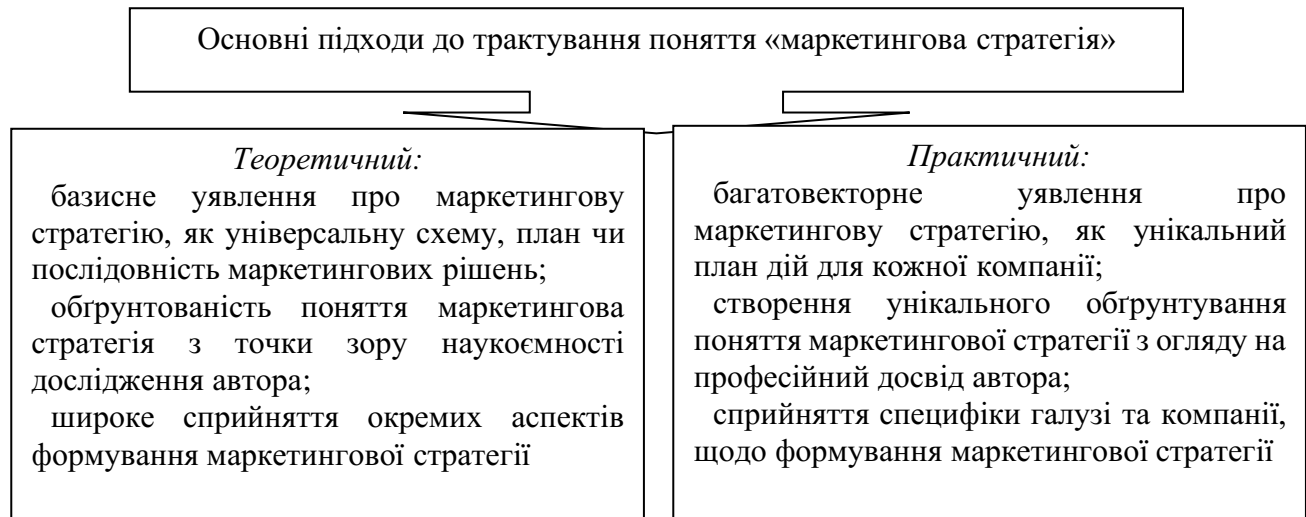 Основні підходи до трактування поняття «маркетингова стратегія»
Теоретичний:
базисне уявлення про маркетингову
стратегію, як універсальну схему, план чи
послідовність маркетингових рішень;
обґрунтованість поняття маркетингова
стратегія з точки зору наукоємності
дослідження автора;
широке сприйняття окремих аспектів
формування маркетингової стратегії
Практичний:
багатовекторне уявлення про
маркетингову стратегію, як унікальний
план дій для кожної компанії;
створення унікального обґрунтування
поняття маркетингової стратегії з огляду на
професійний досвід автора;
сприйняття специфіки галузі та компанії,
щодо формування маркетингової стратегії